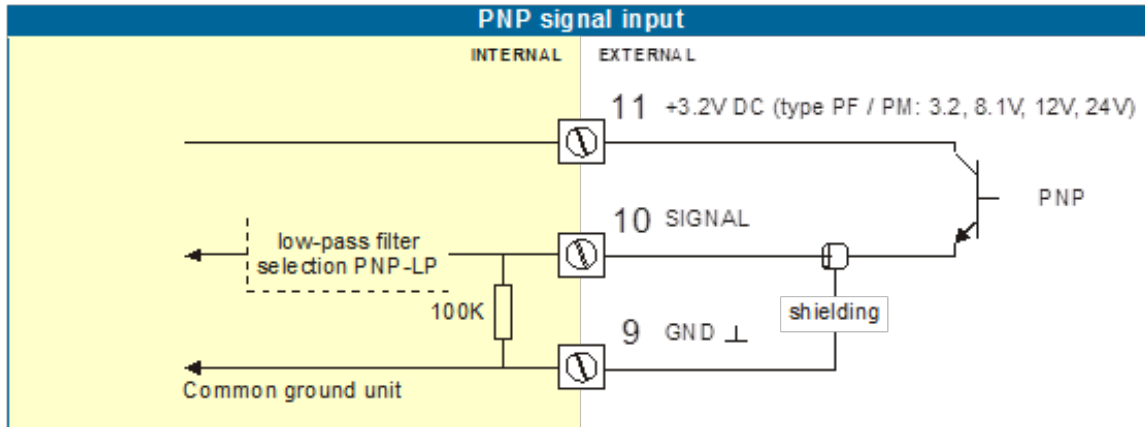 PNP signal input
INTERNAL
EXTERNAL
11 +3.2V DC (type PF / PM: 3.2, 8.1V, 12V, 24V)
PNP
10 SIGNAL
low-pass filter
selection PNP-LP
100K
shielding
9 GND ⊥
Common ground unit